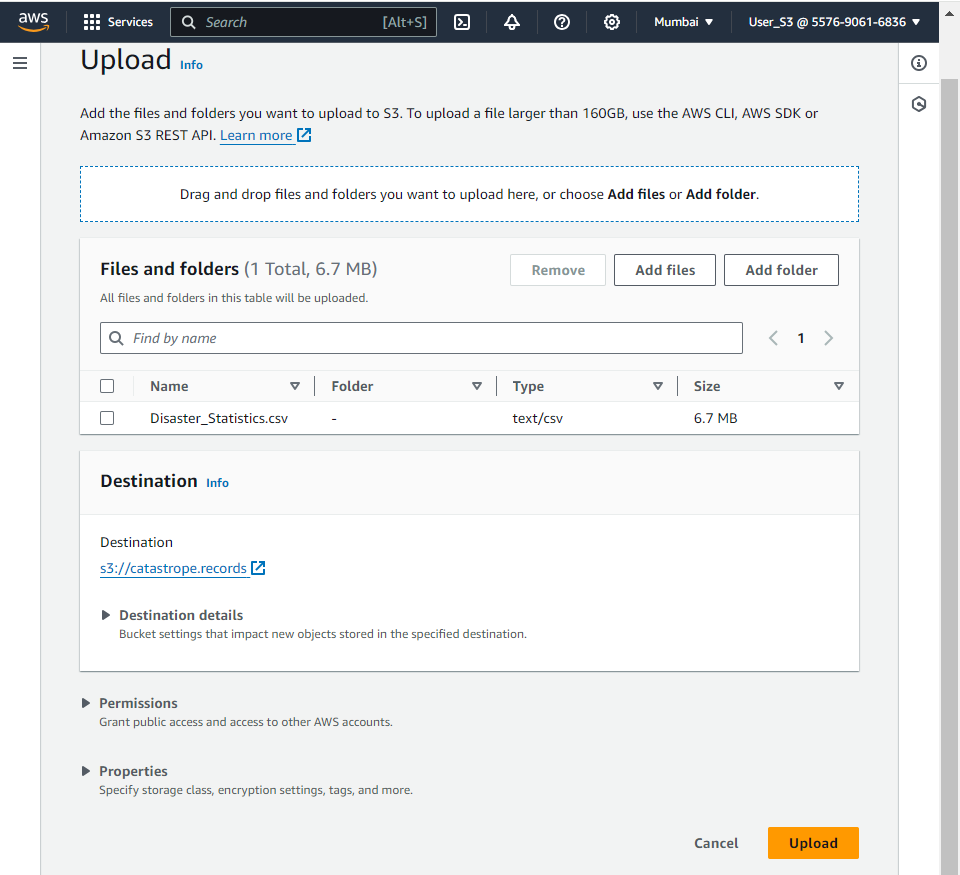 aws Services Search [Alt+S] Mumbai User_S3 @ 5576-9061-6836
Upload Info
Add the files and folders you want to upload to S3. To upload a file larger than 160GB, use the AWS CLI, AWS SDK or
Amazon S3 REST API. Learn more
Drag and drop files and folders you want to upload here, or choose Add files or Add folder.
Files and folders (1 Total, 6.7 MB) Remove Add files Add folder
All files and folders in this table will be uploaded.
Find by name 1
Name Folder Type Size
Disaster_Statistics.csv - text/csv 6.7 MB
Destination Info
Destination
s3://catastrope.records
Destination details
Bucket settings that impact new objects stored in the specified destination.
Permissions
Grant public access and access to other AWS accounts.
Properties
Specify storage class, encryption settings, tags, and more.
Cancel Upload